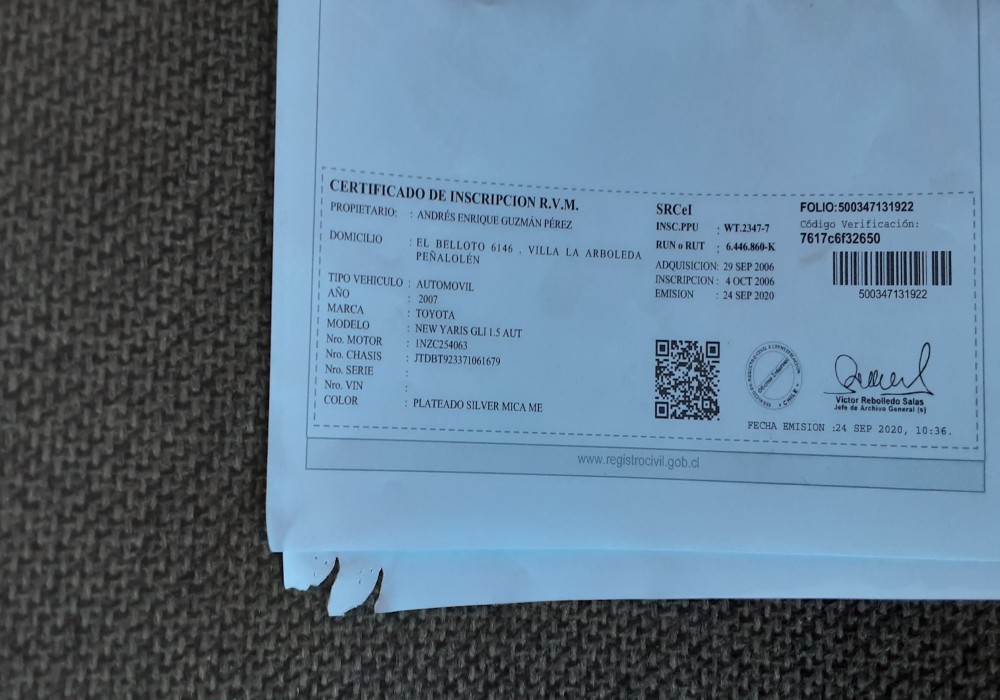 CERTIFICADO DE INSCRIPCION R.V.M.
PROPIETARIO: : ANDRÉS ENRIQUE GUZMÁN PÉREZ
DOMICILIO : EL BELLOTO 6146 , VILLA LA ARBOLEDA
PEÑALOLÉN
TIPO VEHICULO : AUTOMOVIL
AÑO : 2007
MARCA : TOYOTA
MODELO : NEW YARIS GLI 1.5 AUT
Nro. MOTOR : 1NZC254063
Nro. CHASIS : JTDBT923371061679
Nro. SERIE :
Nro. VIN :
COLOR : PLATEADO SILVER MICA ME
SRCeI
INSC.PPU : WT.2347-7
RUN o RUT : 6.446.860-K
ADQUISICION: 29 SEP 2006
INSCRIPCION : 4 OCT 2006
EMISION : 24 SEP 2020
FOLIO:500347131922
Código Verificación:
7617c6f32650
500347131922
Victor Rebolledo Salas
Jefe de Archivo General (s)
FECHA EMISION :24 SEP 2020, 10:36.
www.registrocivil.gob.cl